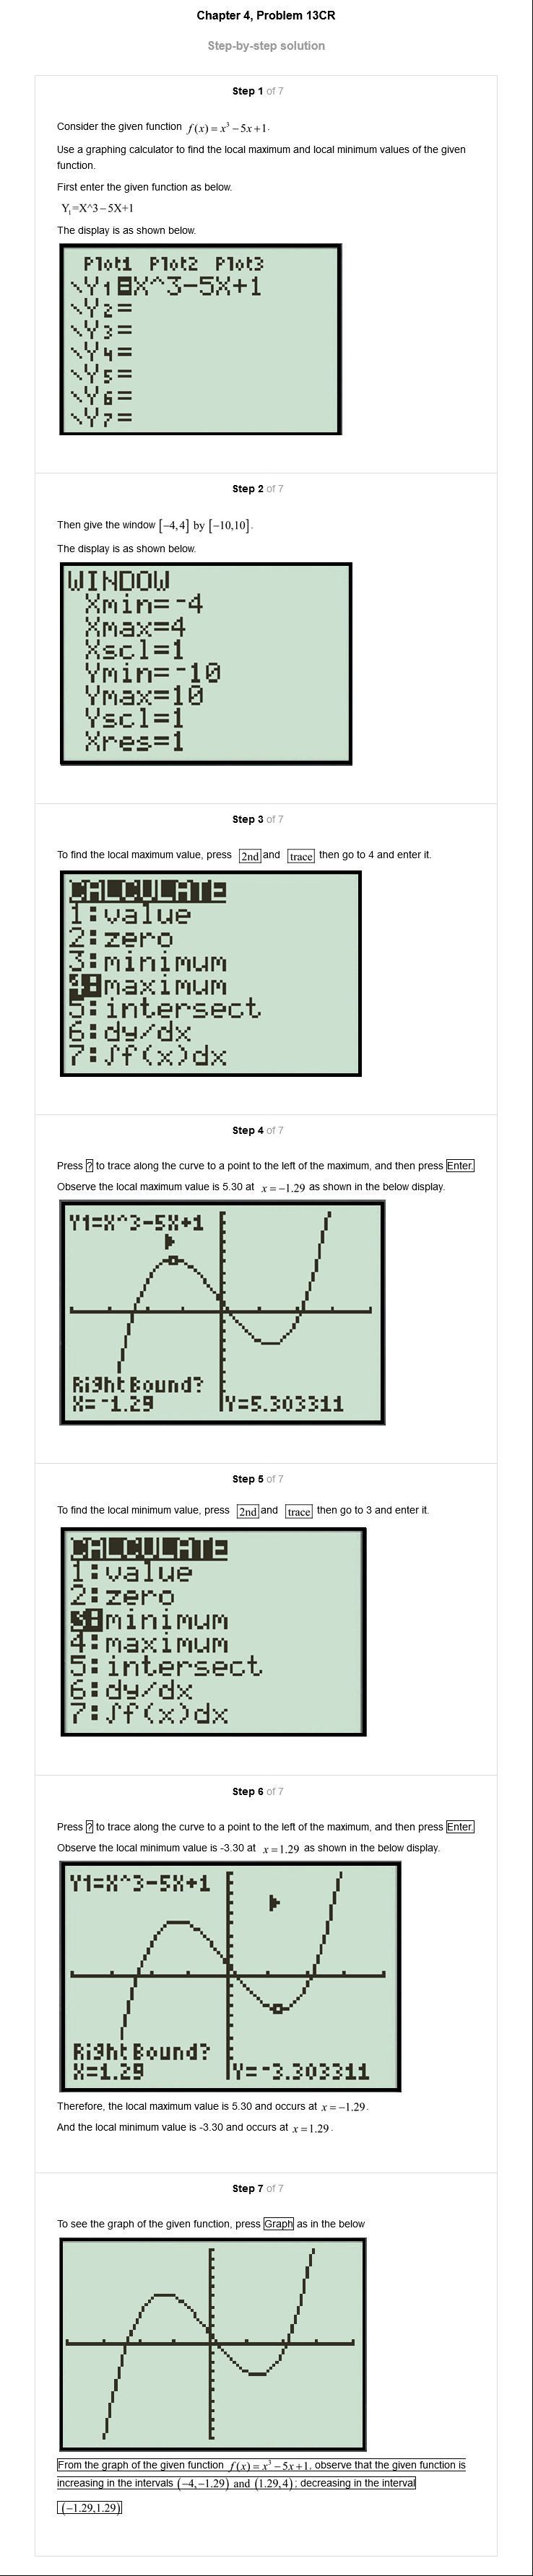 Chapter 4, Problem 13CR
Step-by-step solution
Step 1 of 7
Consider the given function f(x) = x³ − 5x + 1.
Use a graphing calculator to find the local maximum and local minimum values of the given
function.
First enter the given function as below.
Y₁=X^3−5X+1
The display is as shown below.
Plot1 Plot2 Plot3
\Y1=X^3−5X+1
\Y2=
\Y3=
\Y4=
\Y5=
\Y6=
\Y7=
Step 2 of 7
Then give the window [−4,4] by [−10,10].
The display is as shown below.
WINDOW
Xmin=-4
Xmax=4
Xscl=1
Ymin=-10
Ymax=10
Yscl=1
Xres=1
Step 3 of 7
To find the local maximum value, press 2nd and trace then go to 4 and enter it.
CALCULATE
1:value
2:zero
3:minimum
4:maximum
5:intersect
6:dy/dx
7:∫f(x)dx
Step 4 of 7
Press ? to trace along the curve to a point to the left of the maximum, and then press Enter.
Observe the local maximum value is 5.30 at x = −1.29 as shown in the below display.
Y1=X^3−5X+1
Right Bound?
X=-1.29 Y=5.303311
Step 5 of 7
To find the local minimum value, press 2nd and trace then go to 3 and enter it.
CALCULATE
1:value
2:zero
3:minimum
4:maximum
5:intersect
6:dy/dx
7:∫f(x)dx
Step 6 of 7
Press ? to trace along the curve to a point to the left of the maximum, and then press Enter.
Observe the local minimum value is -3.30 at x = 1.29 as shown in the below display.
Y1=X^3−5X+1
Right Bound?
X=1.29 Y=-3.303311
Therefore, the local maximum value is 5.30 and occurs at x = −1.29.
And the local minimum value is -3.30 and occurs at x = 1.29.
Step 7 of 7
To see the graph of the given function, press Graph as in the below
From the graph of the given function f(x) = x³ − 5x + 1, observe that the given function is
increasing in the intervals (−4,−1.29) and (1.29,4); decreasing in the interval
(−1.29,1.29)